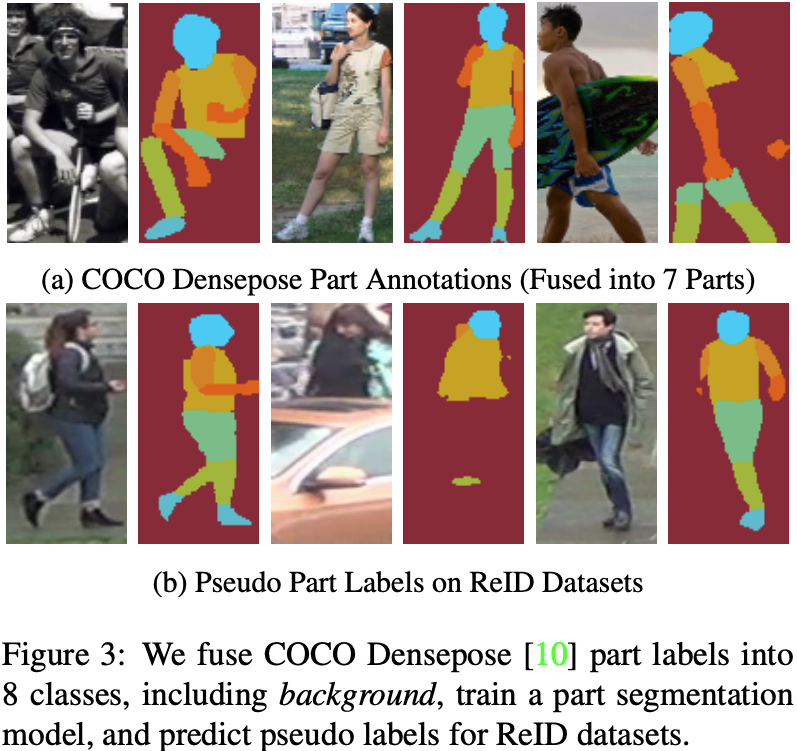 (a) COCO Densepose Part Annotations (Fused into 7 Parts)
(b) Pseudo Part Labels on ReID Datasets
Figure 3: We fuse COCO Densepose [10] part labels into
8 classes, including background, train a part segmentation
model, and predict pseudo labels for ReID datasets.